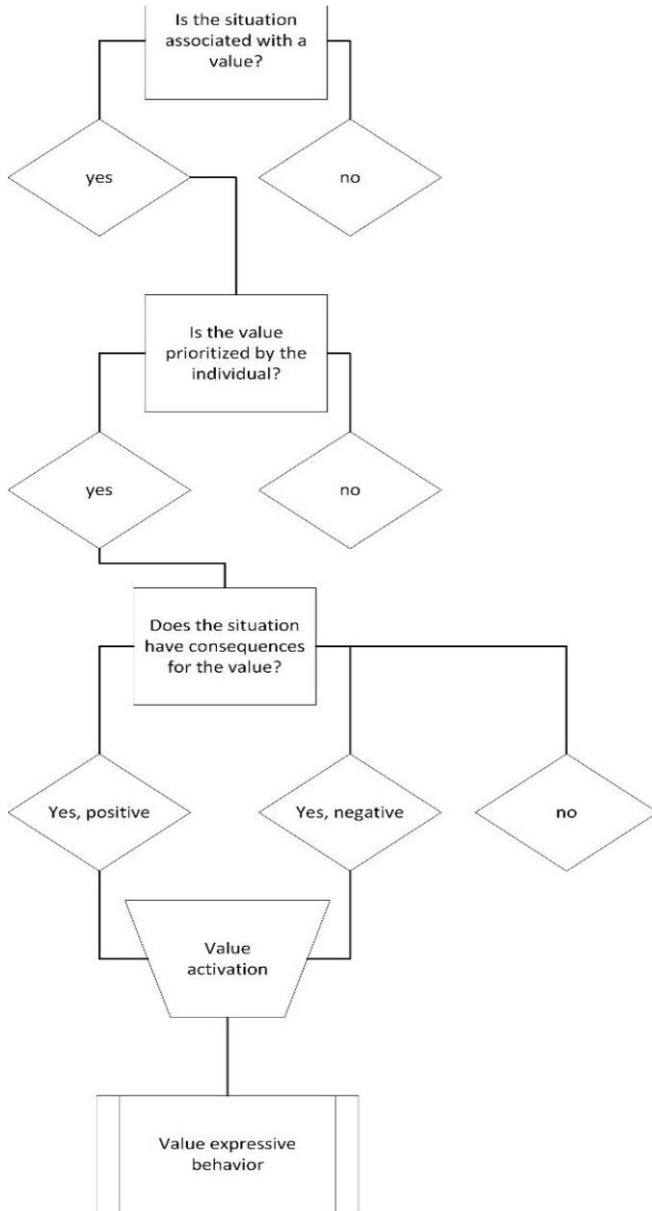 Is the situation
associated with a
value?
yes
no
Is the value
prioritized by the
individual?
yes
no
Does the situation
have consequences
for the value?
Yes, positive
Yes, negative
no
Value
activation
Value expressive
behavior